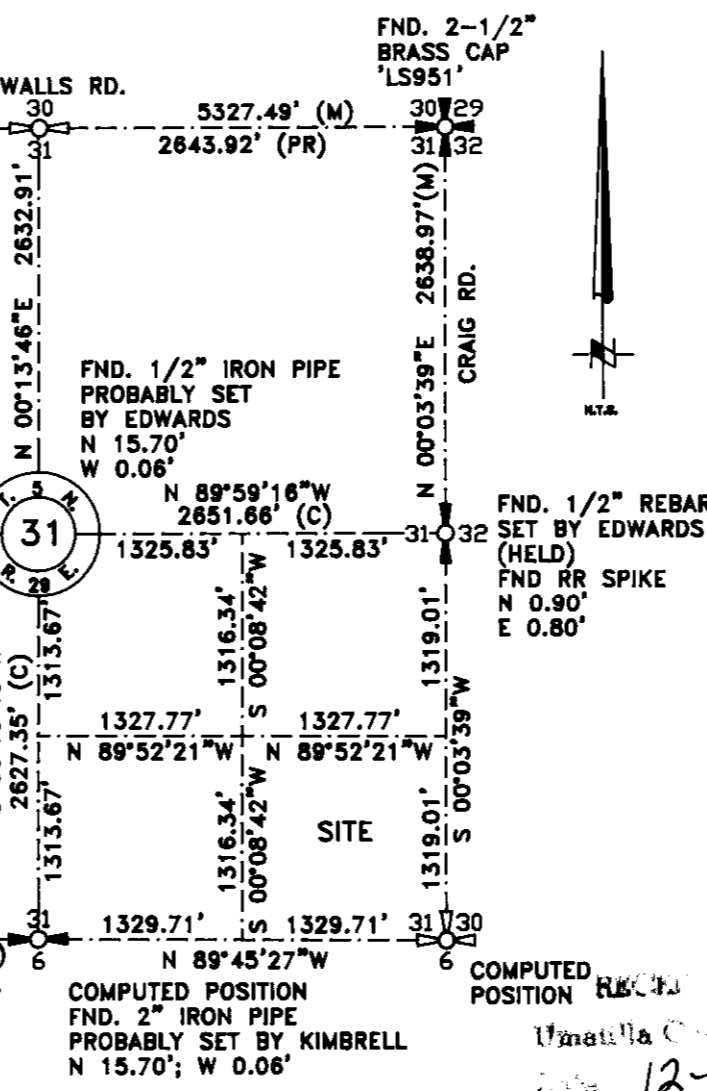 FND. 2-1/2"
BRASS CAP
'LS951'
WALLS RD.
30
31
5327.49' (M)
2643.92' (PR)
30 29
31 32
N 00°13'46"E 2632.91'
N 00°03'39"E 2638.97'(M)
CRAIG RD.
N.T.S.
FND. 1/2" IRON PIPE
PROBABLY SET
BY EDWARDS
N 15.70'
W 0.06'
N 89°59'16"W
2651.66' (C)
T. 5 N.
31
R. 29 E.
1325.83' 1325.83'
31 32
FND. 1/2" REBAR
SET BY EDWARDS
(HELD)
FND RR SPIKE
N 0.90'
E 0.80'
1313.67'
1316.34'
S 00°08'42"W
1319.01'
2627.35' (C)
1327.77' 1327.77'
N 89°52'21"W N 89°52'21"W
S 00°03'39"W
1313.67'
1316.34'
S 00°08'42"W
SITE
1319.01'
31
6
1329.71' 1329.71'
N 89°45'27"W
31 30
6
COMPUTED POSITION
FND. 2" IRON PIPE
PROBABLY SET BY KIMBRELL
N 15.70'; W 0.06'
COMPUTED
POSITION
Umatilla
12-